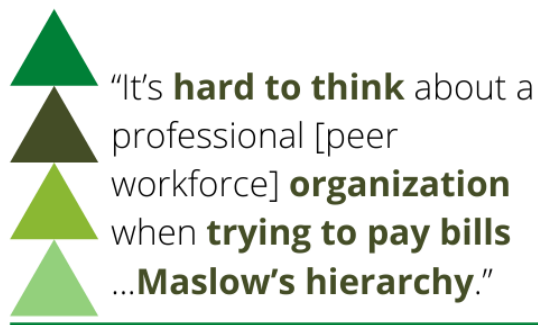 “It’s hard to think about a
professional [peer
workforce] organization
when trying to pay bills
...Maslow’s hierarchy.”